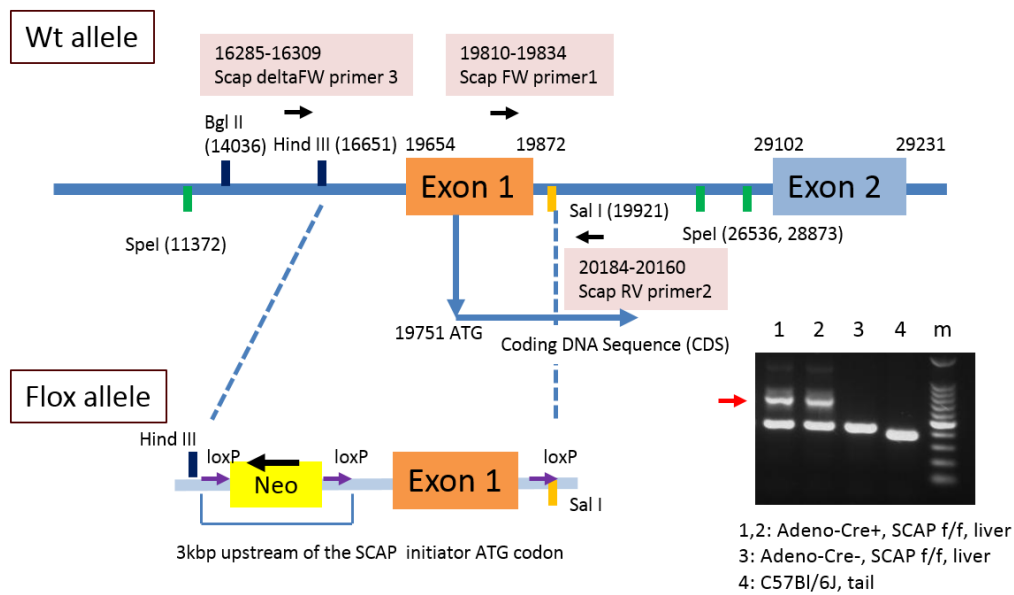 Wt allele
16285-16309
Scap deltaFW primer 3
19810-19834
Scap FW primer1
Bgl II
(14036)
Hind III (16651)
19654
19872
29102
29231
Exon 1
Exon 2
SpeI (11372)
Sal I (19921)
SpeI (26536, 28873)
20184-20160
Scap RV primer2
19751 ATG
Coding DNA Sequence (CDS)
1 2 3 4 m
Flox allele
Hind III
loxP
loxP
loxP
Neo
Exon 1
Sal I
3kbp upstream of the SCAP initiator ATG codon
1,2: Adeno-Cre+, SCAP f/f, liver
3: Adeno-Cre-, SCAP f/f, liver
4: C57Bl/6J, tail